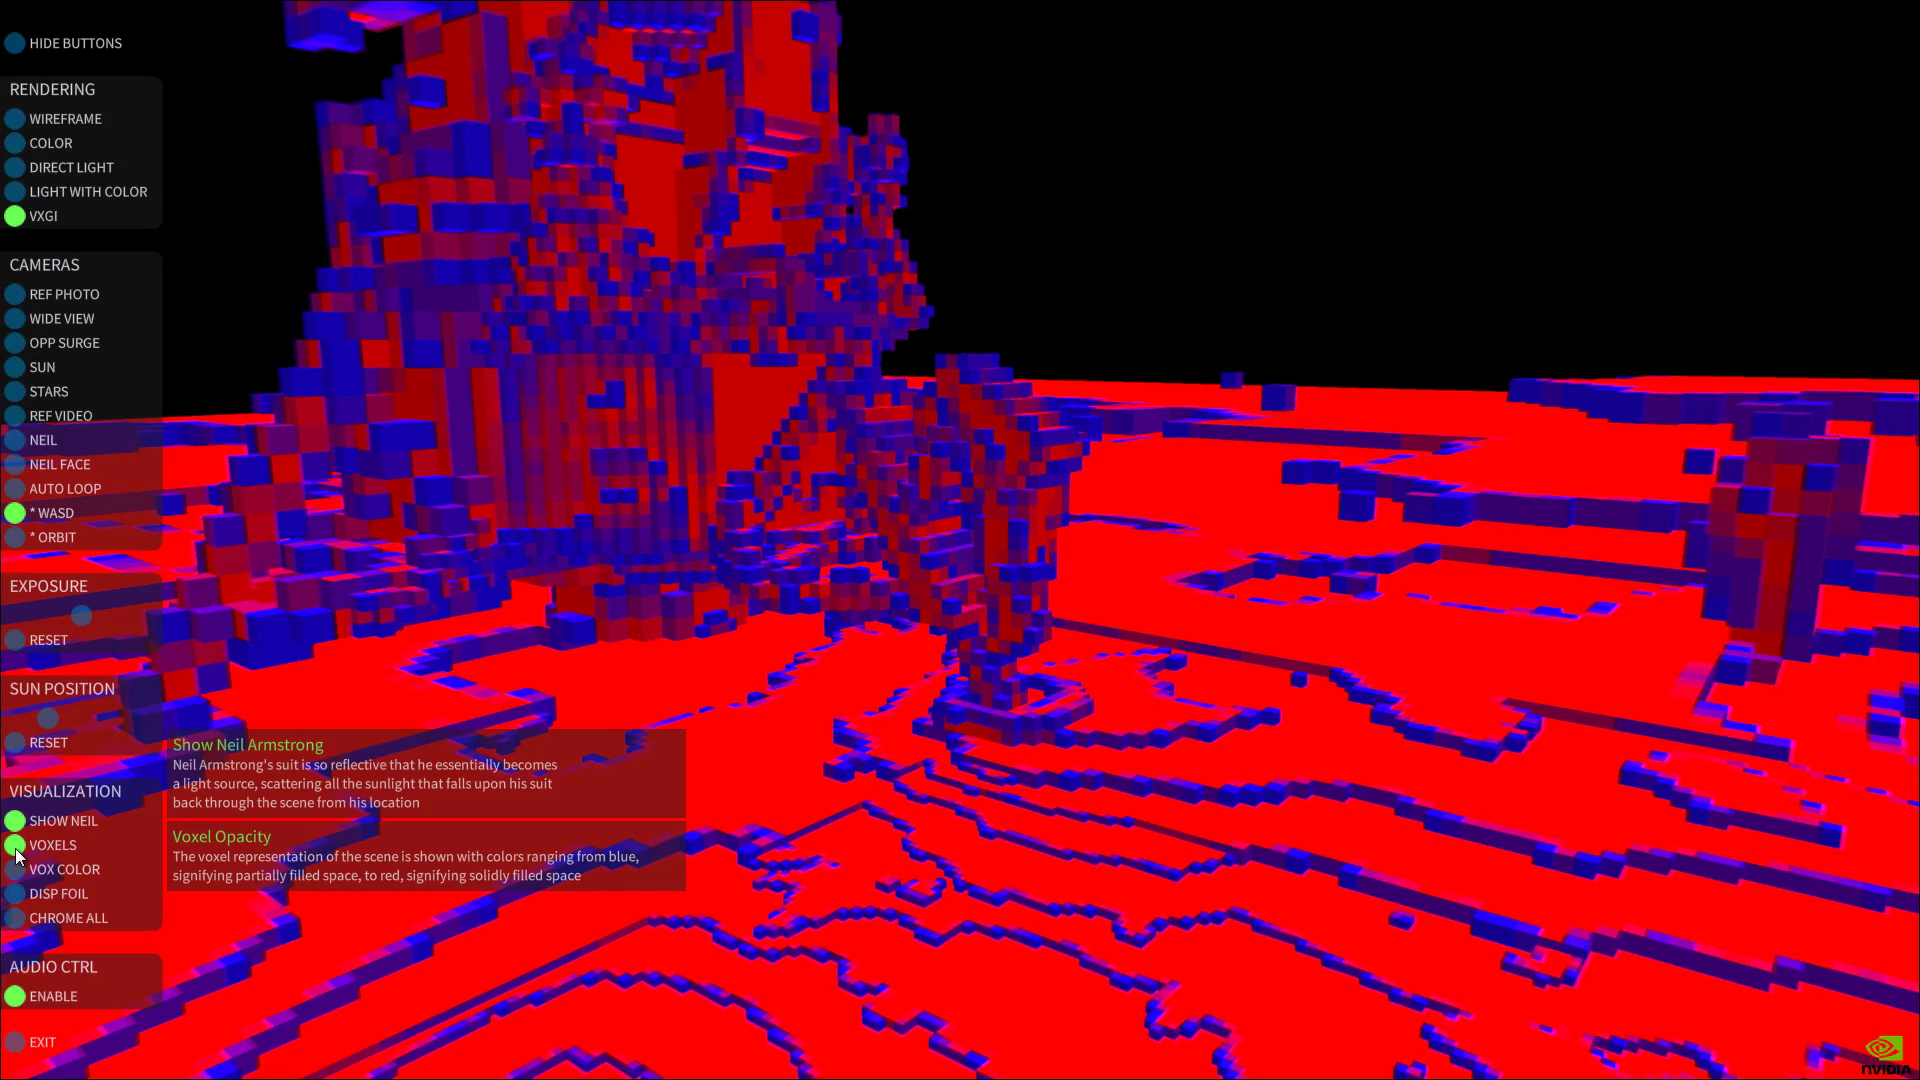 HIDE BUTTONS
RENDERING
WIREFRAME
COLOR
DIRECT LIGHT
LIGHT WITH COLOR
VXGI
CAMERAS
REF PHOTO
WIDE VIEW
OPP SURGE
SUN
STARS
REF VIDEO
NEIL
NEIL FACE
AUTO LOOP
* WASD
* ORBIT
EXPOSURE
RESET
SUN POSITION
RESET
VISUALIZATION
SHOW NEIL
VOXELS
VOX COLOR
DISP FOIL
CHROME ALL
AUDIO CTRL
ENABLE
EXIT
Show Neil Armstrong
Neil Armstrong's suit is so reflective that he essentially becomes
a light source, scattering all the sunlight that falls upon his suit
back through the scene from his location
Voxel Opacity
The voxel representation of the scene is shown with colors ranging from blue,
signifying partially filled space, to red, signifying solidly filled space
NVIDIA